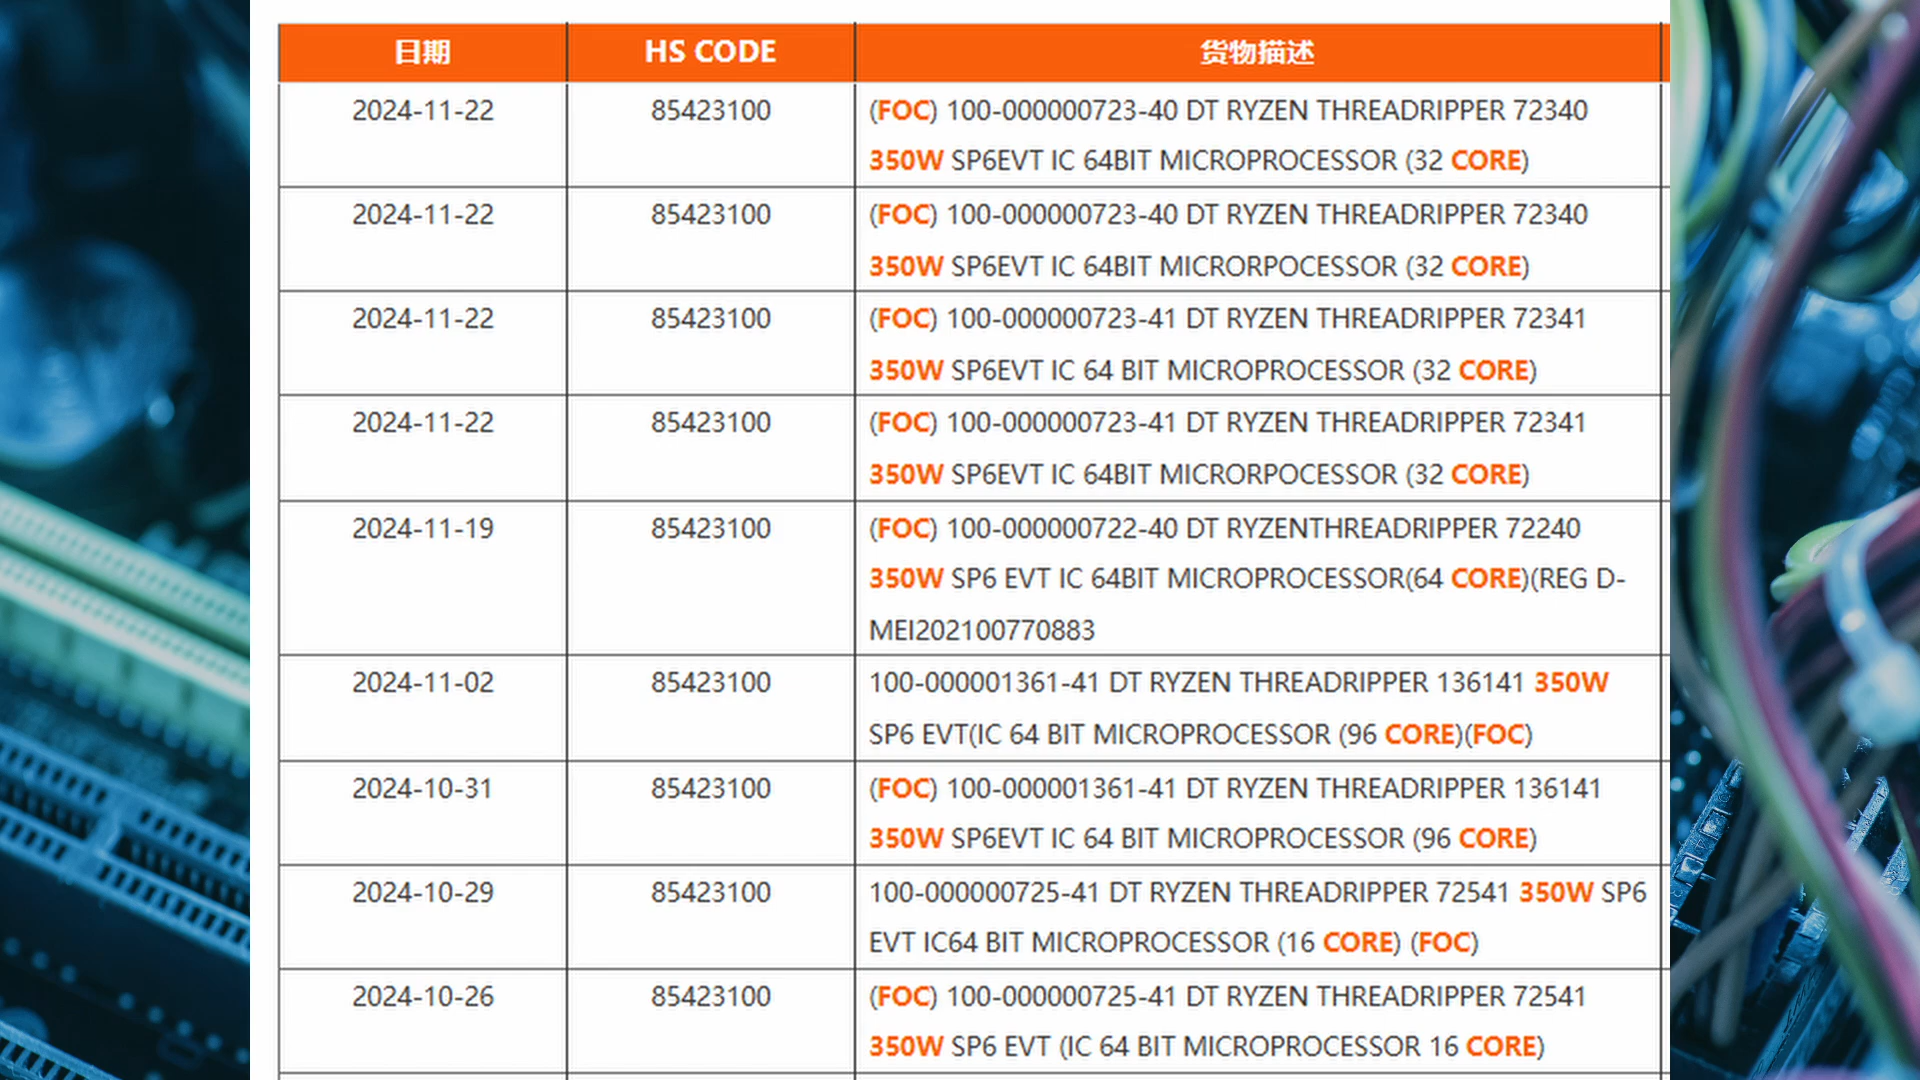 日期 HS CODE 货物描述
2024-11-22 85423100 (FOC) 100-000000723-40 DT RYZEN THREADRIPPER 72340
350W SP6EVT IC 64BIT MICROPROCESSOR (32 CORE)
2024-11-22 85423100 (FOC) 100-000000723-40 DT RYZEN THREADRIPPER 72340
350W SP6EVT IC 64BIT MICRORPOCESSOR (32 CORE)
2024-11-22 85423100 (FOC) 100-000000723-41 DT RYZEN THREADRIPPER 72341
350W SP6EVT IC 64 BIT MICROPROCESSOR (32 CORE)
2024-11-22 85423100 (FOC) 100-000000723-41 DT RYZEN THREADRIPPER 72341
350W SP6EVT IC 64BIT MICRORPOCESSOR (32 CORE)
2024-11-19 85423100 (FOC) 100-000000722-40 DT RYZENTHREADRIPPER 72240
350W SP6 EVT IC 64BIT MICROPROCESSOR(64 CORE)(REG D-
MEI202100770883
2024-11-02 85423100 100-000001361-41 DT RYZEN THREADRIPPER 136141 350W
SP6 EVT(IC 64 BIT MICROPROCESSOR (96 CORE)(FOC)
2024-10-31 85423100 (FOC) 100-000001361-41 DT RYZEN THREADRIPPER 136141
350W SP6EVT IC 64 BIT MICROPROCESSOR (96 CORE)
2024-10-29 85423100 100-000000725-41 DT RYZEN THREADRIPPER 72541 350W SP6
EVT IC64 BIT MICROPROCESSOR (16 CORE) (FOC)
2024-10-26 85423100 (FOC) 100-000000725-41 DT RYZEN THREADRIPPER 72541
350W SP6 EVT (IC 64 BIT MICROPROCESSOR 16 CORE)